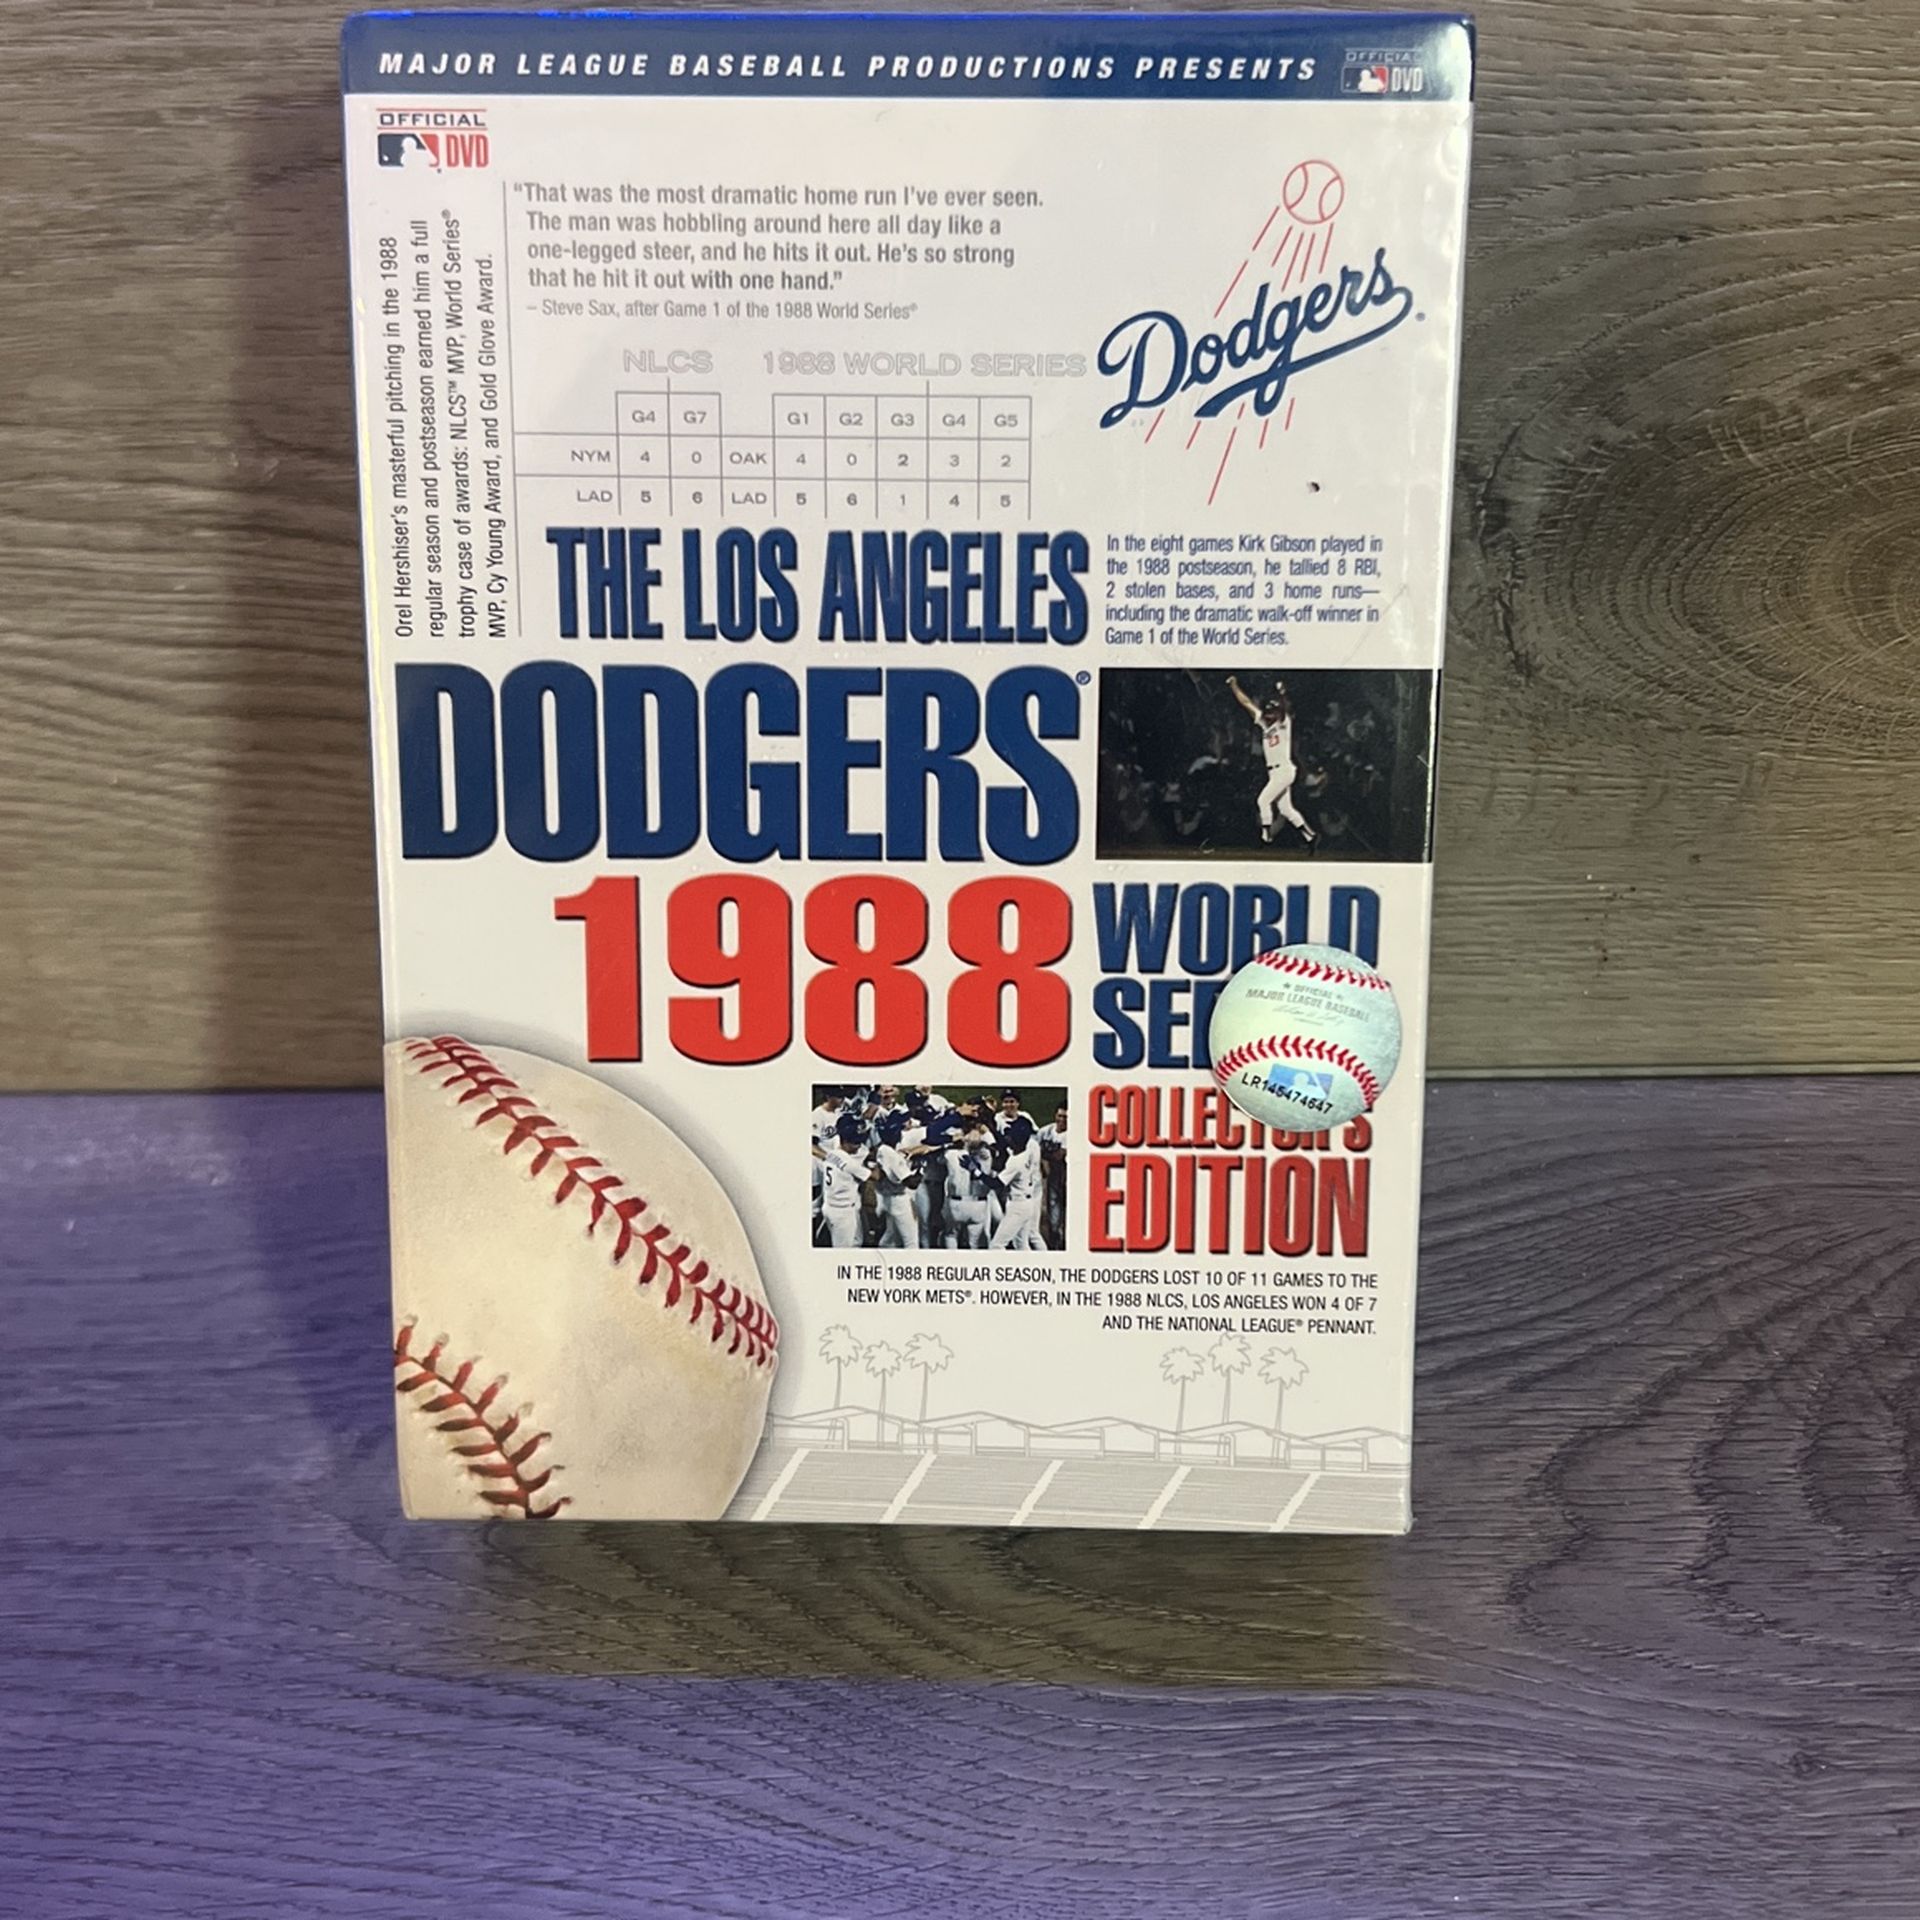 MAJOR LEAGUE BASEBALL PRODUCTIONS PRESENTS
OFFICIAL
DVD
OFFICIAL
DVD
Orel Hershiser's masterful pitching in the 1988
regular season and postseason earned him a full
trophy case of awards: NLCS™ MVP, World Series®
MVP, Cy Young Award, and Gold Glove Award.
"That was the most dramatic home run I've ever seen.
The man was hobbling around here all day like a
one-legged steer, and he hits it out. He's so strong
that he hit it out with one hand."
– Steve Sax, after Game 1 of the 1988 World Series®
Dodgers
NLCS 1988 WORLD SERIES
G4 G7 G1 G2 G3 G4 G5
NYM 4 0 OAK 4 0 2 3 2
LAD 5 6 LAD 5 6 1 4 5
THE LOS ANGELES
DODGERS®
In the eight games Kirk Gibson played in
the 1988 postseason, he tallied 8 RBI,
2 stolen bases, and 3 home runs—
including the dramatic walk-off winner in
Game 1 of the World Series.
1988
WORLD
SE
OFFICIAL
MAJOR LEAGUE BASEBALL
LR145474647
COLLECTOR'S
EDITION
5
IN THE 1988 REGULAR SEASON, THE DODGERS LOST 10 OF 11 GAMES TO THE
NEW YORK METS®. HOWEVER, IN THE 1988 NLCS, LOS ANGELES WON 4 OF 7
AND THE NATIONAL LEAGUE® PENNANT.